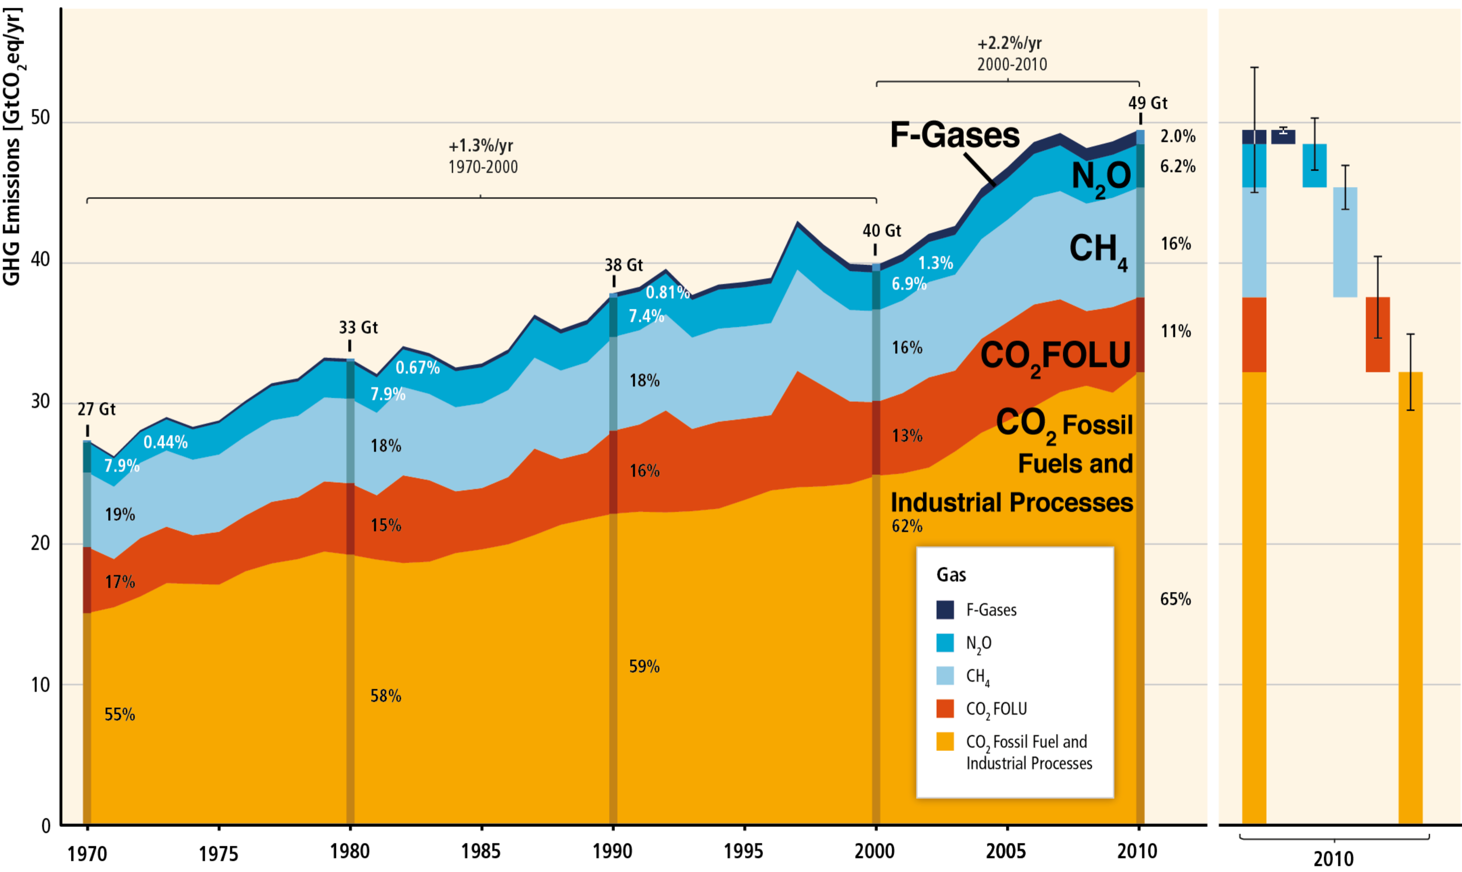 GHG Emissions [GtCO2eq/yr]
50
40
30
20
10
0
+2.2%/yr
2000-2010
+1.3%/yr
1970-2000
27 Gt
33 Gt
38 Gt
40 Gt
49 Gt
F-Gases
N2O
CH4
CO2FOLU
CO2 Fossil
Fuels and
Industrial Processes
0.44%
7.9%
19%
17%
55%
0.67%
7.9%
18%
15%
58%
0.81%
7.4%
18%
16%
59%
1.3%
6.9%
16%
13%
62%
2.0%
6.2%
16%
11%
65%
Gas
F-Gases
N2O
CH4
CO2 FOLU
CO2 Fossil Fuel and
Industrial Processes
1970
1975
1980
1985
1990
1995
2000
2005
2010
2010